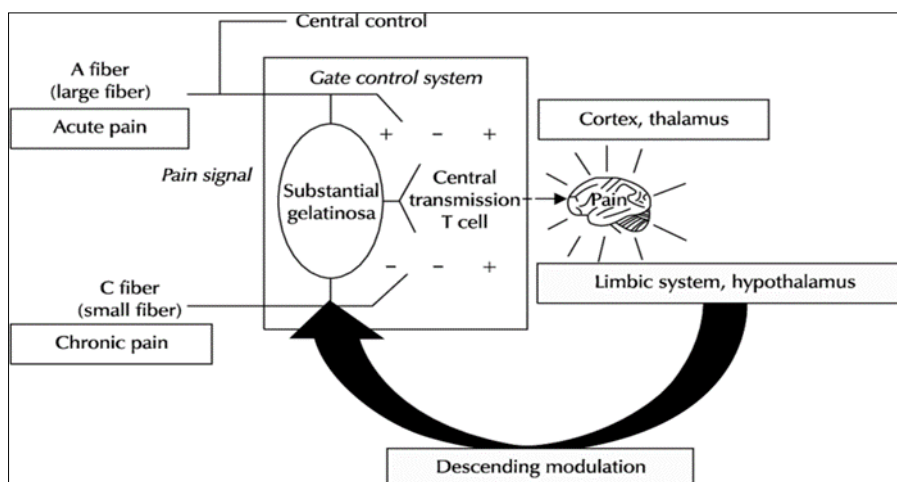 Central control
A fiber
(large fiber)
Acute pain
Gate control system
Pain signal
+ − +
Substantial
gelatinosa
Central
transmission
T cell
− − +
C fiber
(small fiber)
Chronic pain
Cortex, thalamus
Pain
Limbic system, hypothalamus
Descending modulation